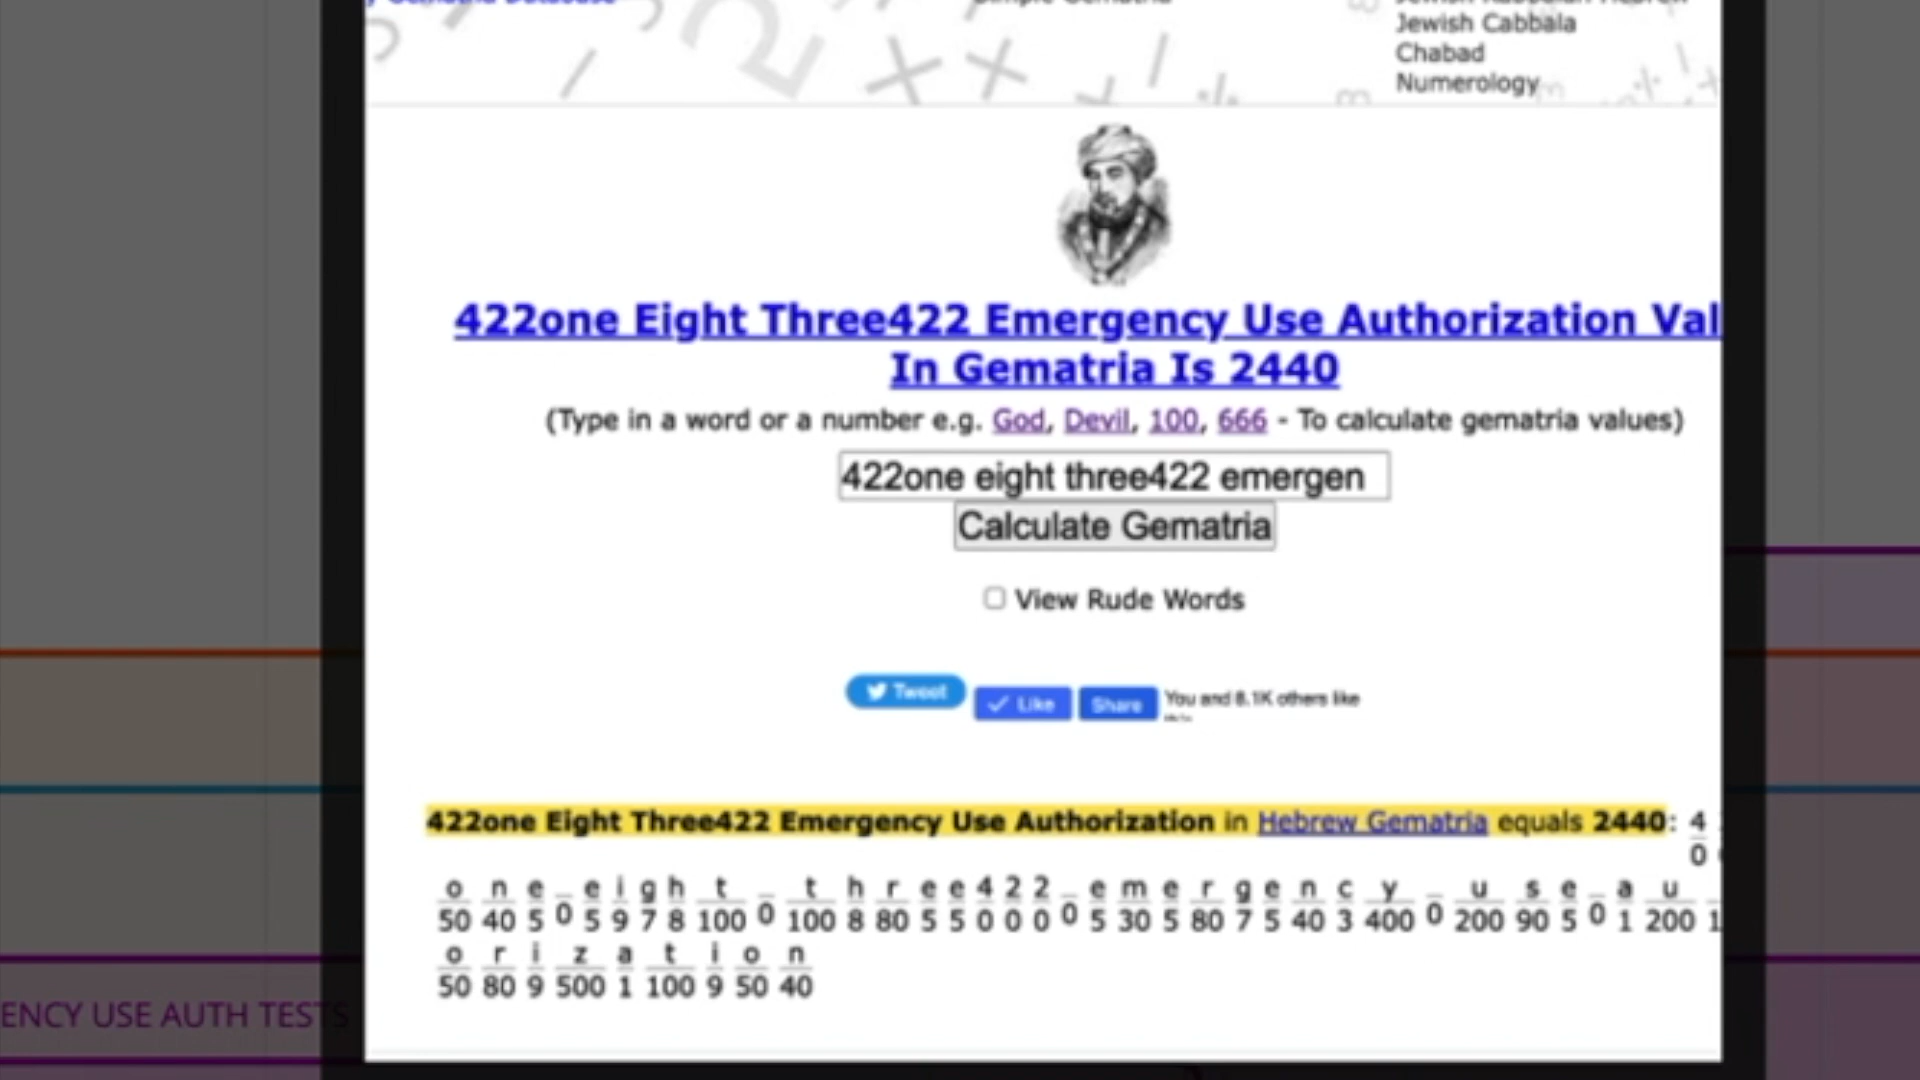 Jewish Cabbala
Chabad
Numerology
422one Eight Three422 Emergency Use Authorization Val
In Gematria Is 2440
(Type in a word or a number e.g. God, Devil, 100, 666 - To calculate gematria values)
422one eight three422 emergen
Calculate Gematria
View Rude Words
Tweet
Like
Share
You and 8.1K others like
422one Eight Three422 Emergency Use Authorization in Hebrew Gematria equals 2440: 4
0
o n e _ e i g h t _ t h r e e 4 2 2 _ e m e r g e n c y _ u s e _ a u
50 40 5 0 5 9 7 8 100 0 100 8 80 5 5 0 0 0 0 5 30 5 80 7 5 40 3 400 0 200 90 5 0 1 200 1
o r i z a t i o n
50 80 9 500 1 100 9 50 40
ENCY USE AUTH TESTS